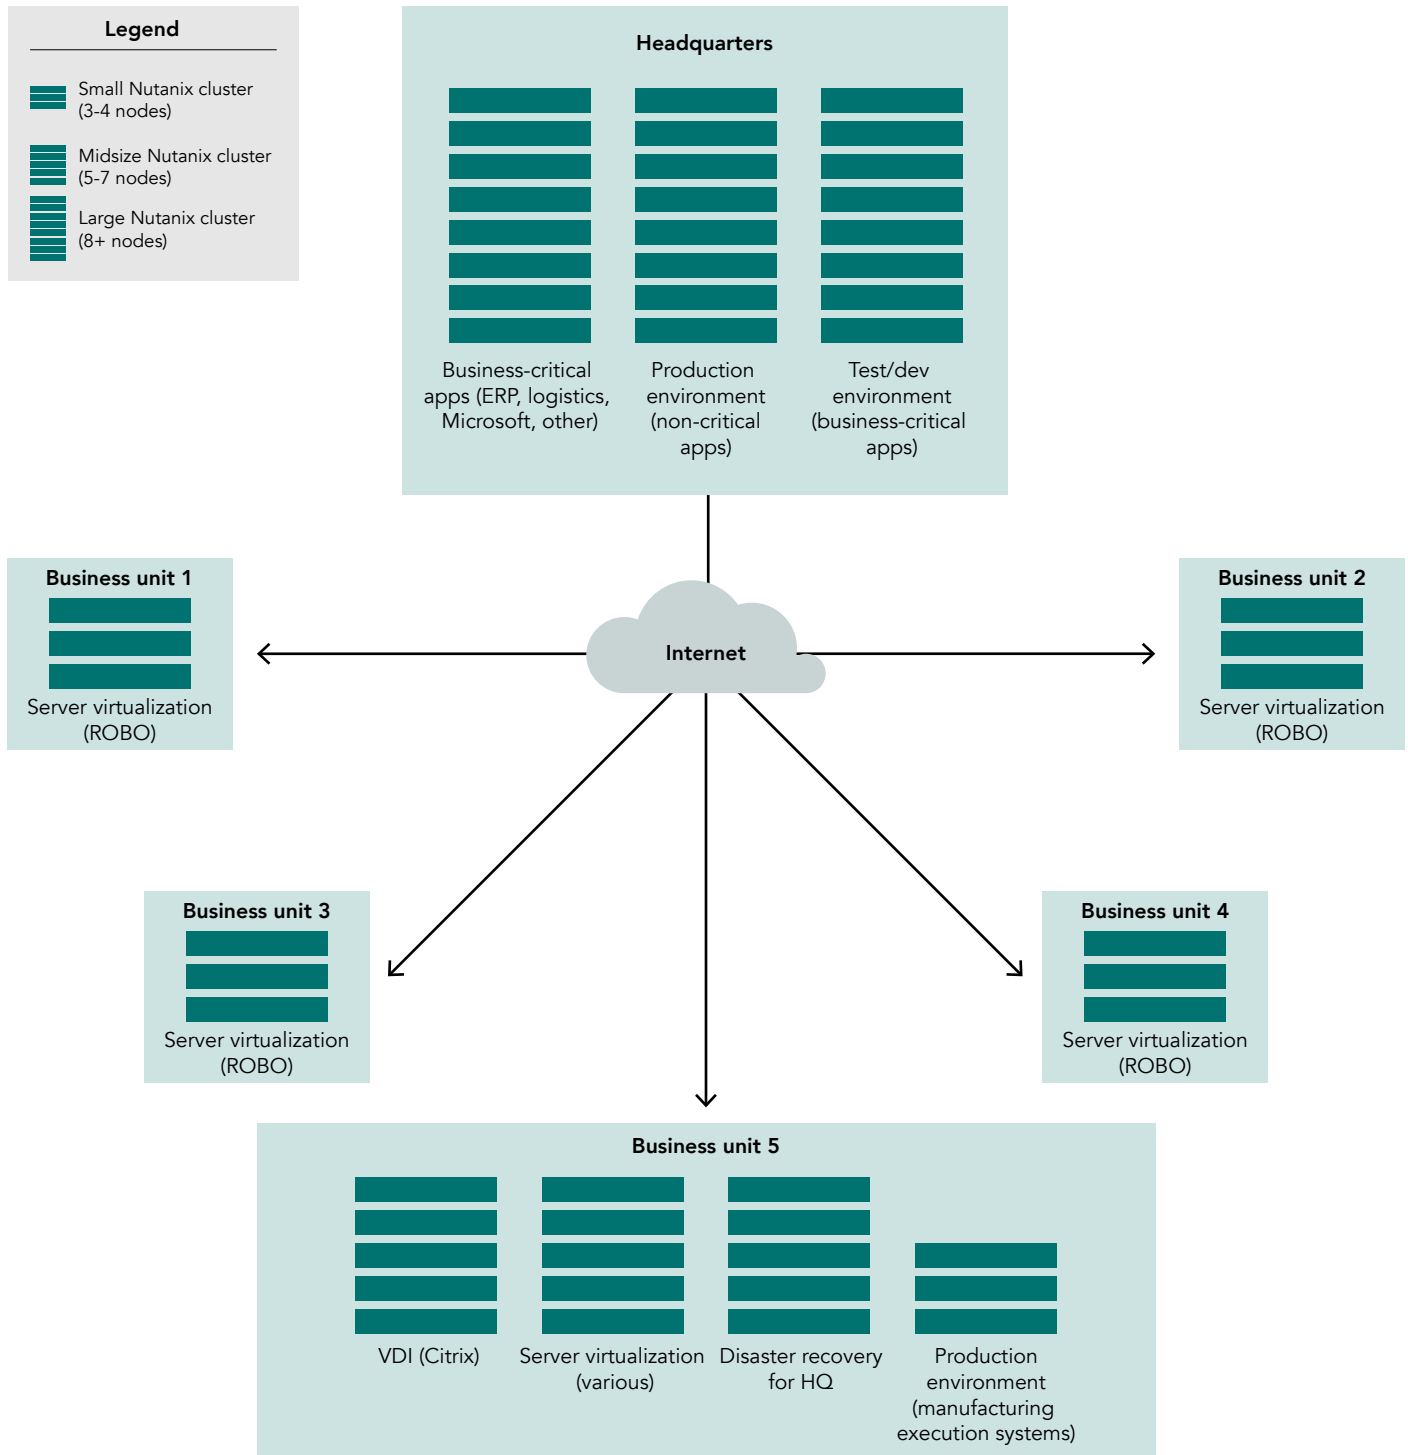 Legend
Small Nutanix cluster
(3-4 nodes)
Midsize Nutanix cluster
(5-7 nodes)
Large Nutanix cluster
(8+ nodes)
Headquarters
Business-critical
apps (ERP, logistics,
Microsoft, other)
Production
environment
(non-critical
apps)
Test/dev
environment
(business-critical
apps)
Business unit 1
Server virtualization
(ROBO)
Internet
Business unit 2
Server virtualization
(ROBO)
Business unit 3
Server virtualization
(ROBO)
Business unit 4
Server virtualization
(ROBO)
Business unit 5
VDI (Citrix)
Server virtualization
(various)
Disaster recovery
for HQ
Production
environment
(manufacturing
execution systems)